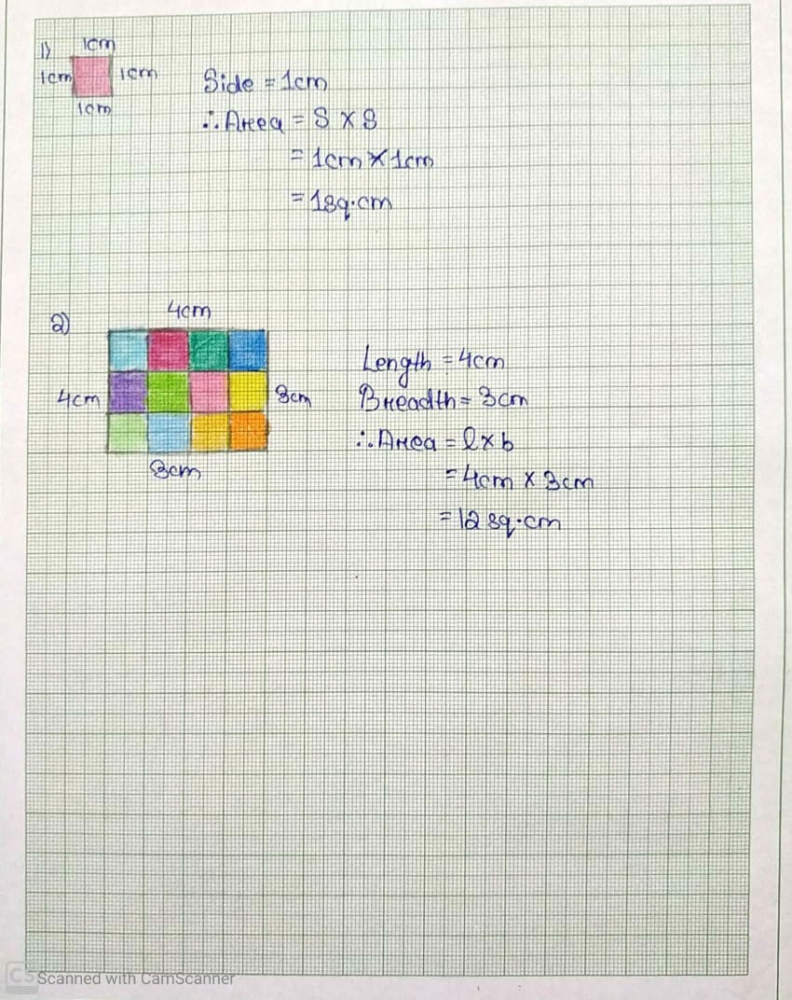 1)
1cm
1cm
1cm
1cm
Side = 1cm
∴ Area = S × S
= 1cm × 1cm
= 1sq.cm
2)
4cm
4cm
3cm
3cm
Length = 4cm
Breadth = 3cm
∴ Area = l × b
= 4cm × 3cm
= 12 sq.cm
CS Scanned with CamScanner